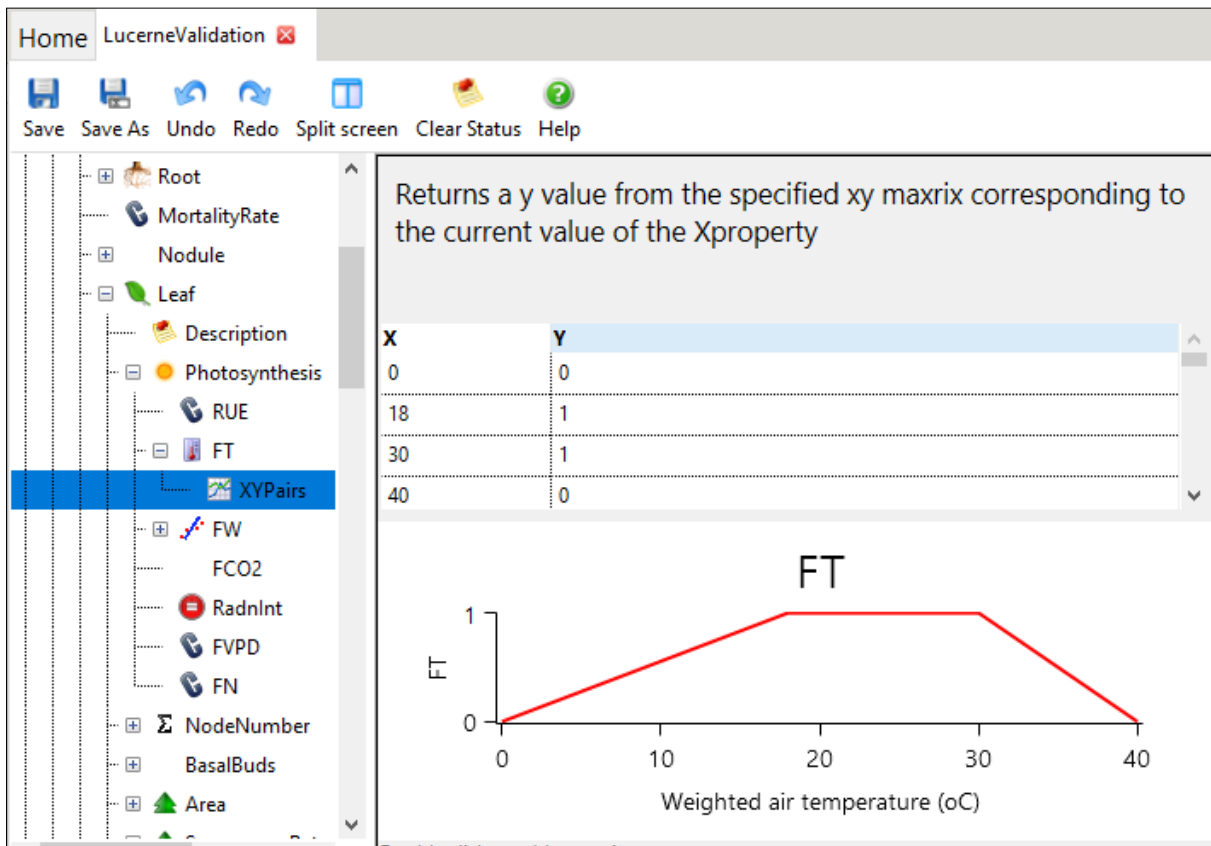 Home LucerneValidation
Save Save As Undo Redo Split screen Clear Status Help
Root
MortalityRate
Nodule
Leaf
Description
Photosynthesis
RUE
FT
XYPairs
FW
FCO2
RadnInt
FVPD
FN
NodeNumber
BasalBuds
Area
Returns a y value from the specified xy maxrix corresponding to
the current value of the Xproperty
X Y
0 0
18 1
30 1
40 0
FT
1
FT
0
0 10 20 30 40
Weighted air temperature (oC)